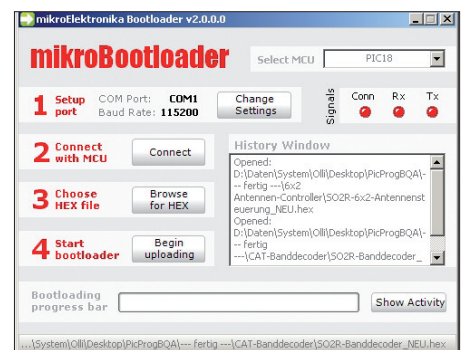 mikroElektronika Bootloader v2.0.0.0
mikroBootloader
Select MCU PIC18
1 Setup port
COM Port: COM1
Baud Rate: 115200
Change Settings
Signals
Conn Rx Tx
2 Connect with MCU
Connect
3 Choose HEX file
Browse for HEX
4 Start bootloader
Begin uploading
History Window
Opened:
D:\Daten\System\Olli\Desktop\PicProgBQA\-
-- fertig ---\6x2
Antennen-Controller\SO2R-6x2-Antennenst
euerung_NEU.hex
Opened:
D:\Daten\System\Olli\Desktop\PicProgBQA\-
-- fertig
---\CAT-Banddecoder\SO2R-Banddecoder_
Bootloading progress bar
Show Activity
...\System\Olli\Desktop\PicProgBQA\--- fertig ---\CAT-Banddecoder\SO2R-Banddecoder_NEU.hex